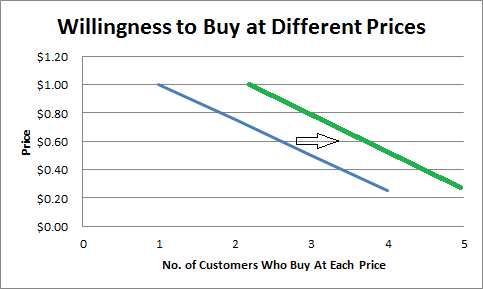 Willingness to Buy at Different Prices
$1.20
$1.00
$0.80
$0.60
$0.40
$0.20
$0.00
Price
0 1 2 3 4 5
No. of Customers Who Buy At Each Price